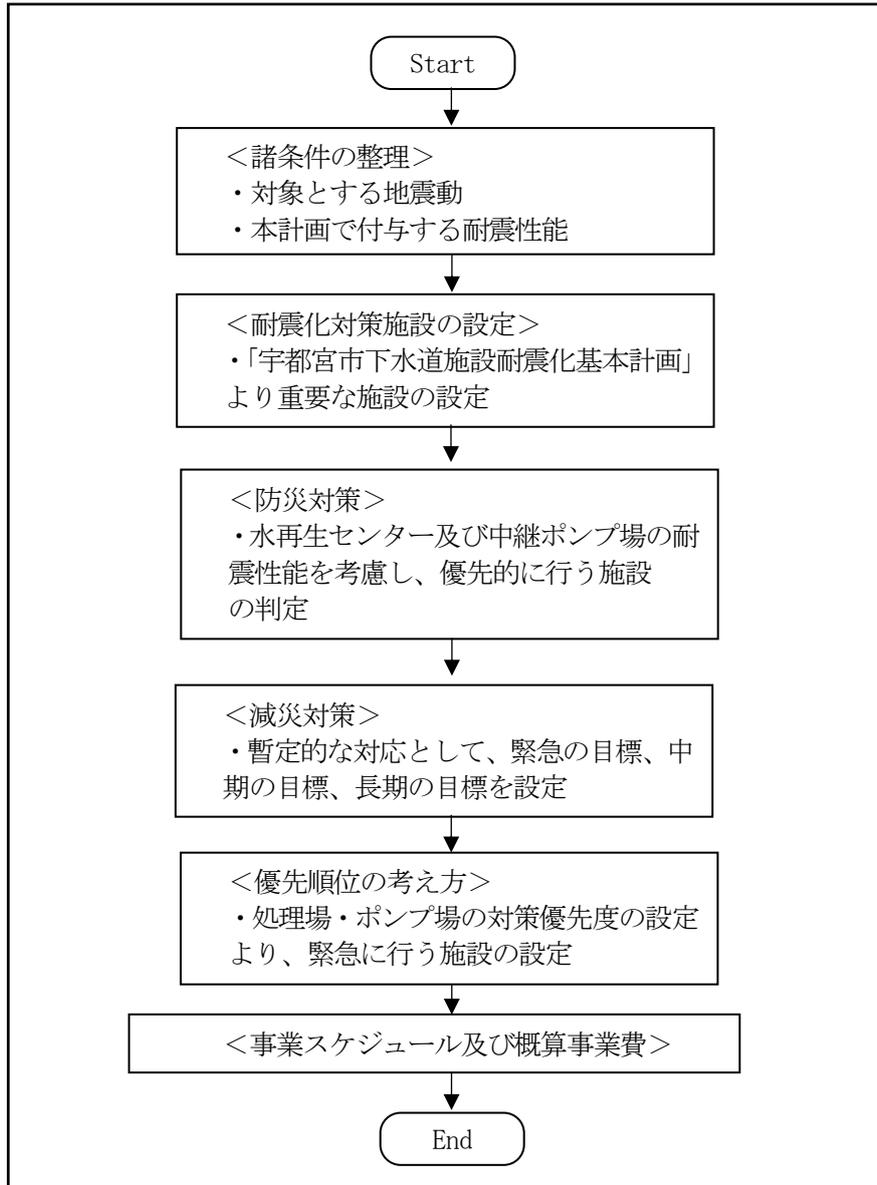 Start
＜諸条件の整理＞
・対象とする地震動
・本計画で付与する耐震性能
＜耐震化対策施設の設定＞
・「宇都宮市下水道施設耐震化基本計画」
より重要な施設の設定
＜防災対策＞
・水再生センター及び中継ポンプ場の耐
震性能を考慮し、優先的に行う施設
の判定
＜減災対策＞
・暫定的な対応として、緊急の目標、中
期の目標、長期の目標を設定
＜優先順位の考え方＞
・処理場・ポンプ場の対策優先度の設定
より、緊急に行う施設の設定
＜事業スケジュール及び概算事業費＞
End